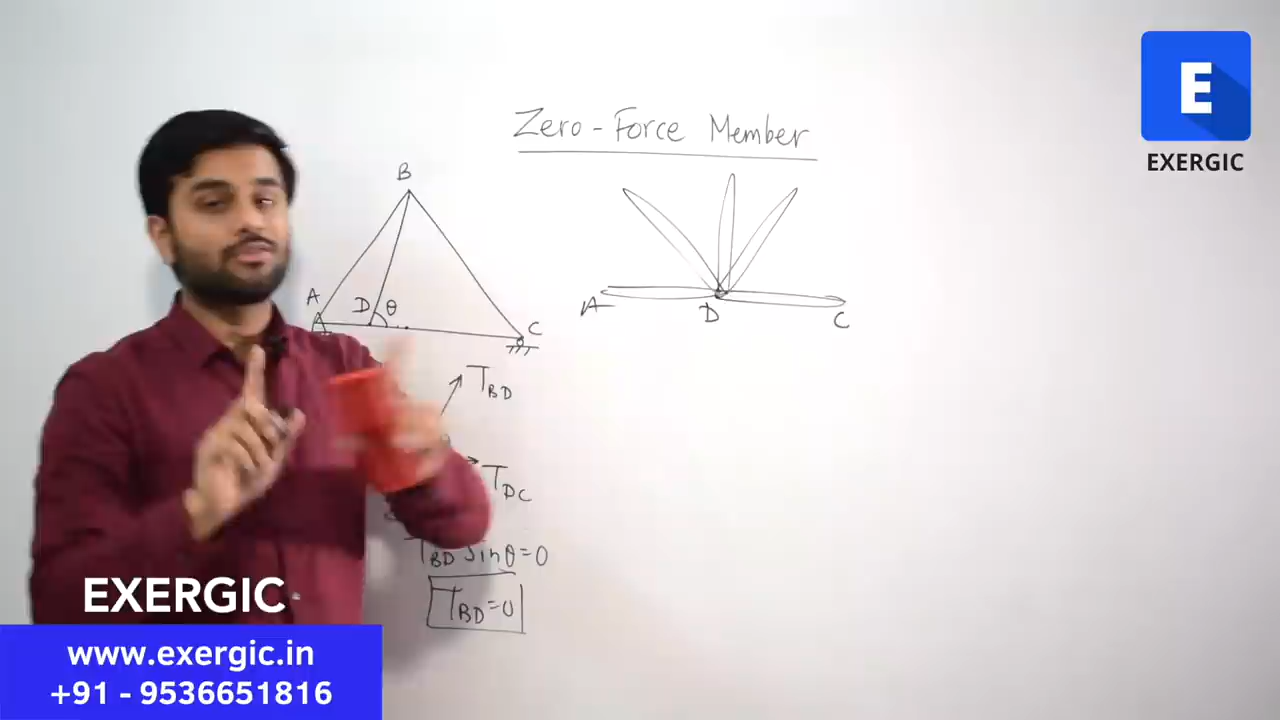 Zero-Force Member
E
EXERGIC
B
A
D
θ
C
A
D
C
T_BD
T_DC
T_BD sinθ=0
T_BD=0
EXERGIC
www.exergic.in
+91 - 9536651816